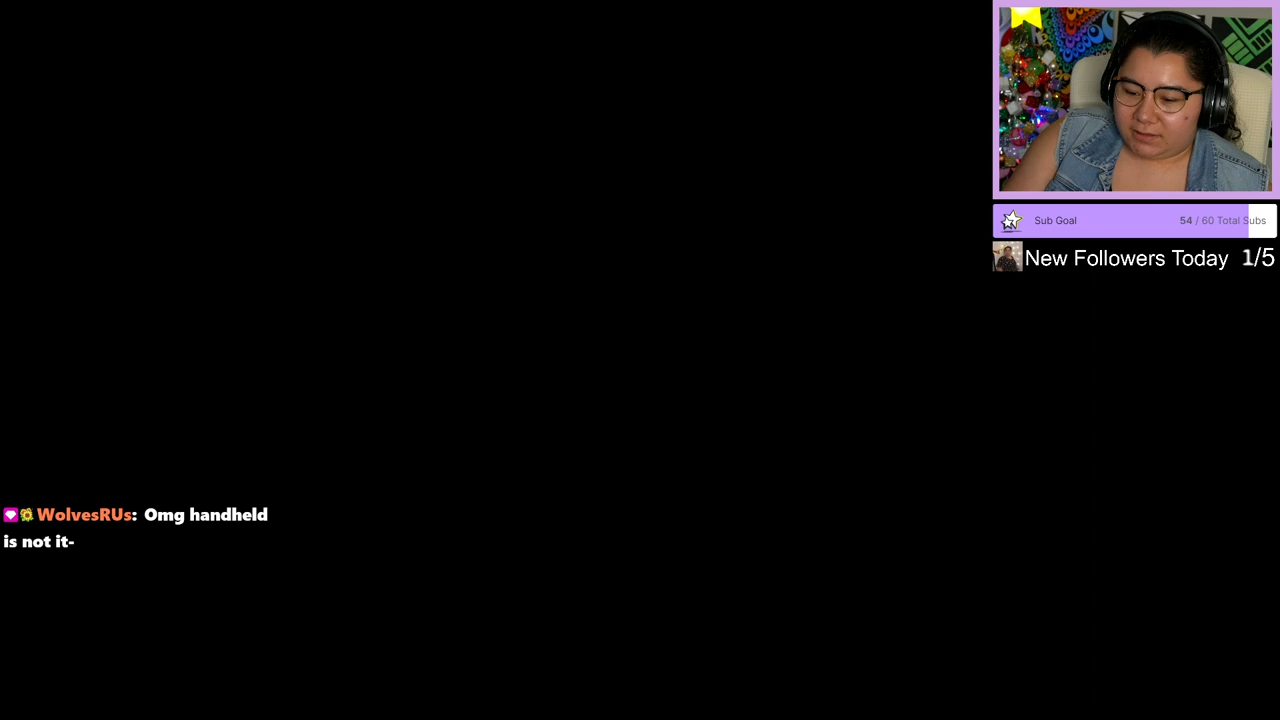 Sub Goal 54 / 60 Total Subs
New Followers Today 1/5
WolvesRUs: Omg handheld
is not it-